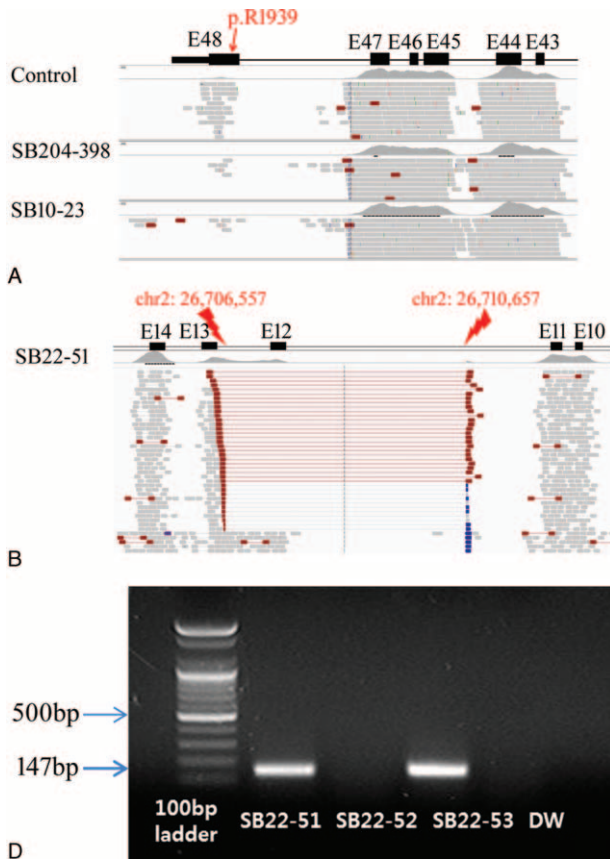 p.R1939
E48 E47 E46 E45 E44 E43
Control
SB204-398
SB10-23
A
chr2: 26,706,557 chr2: 26,710,657
E14 E13 E12 E11 E10
SB22-51
B
500bp
147bp
100bp SB22-51 SB22-52 SB22-53 DW
ladder
D